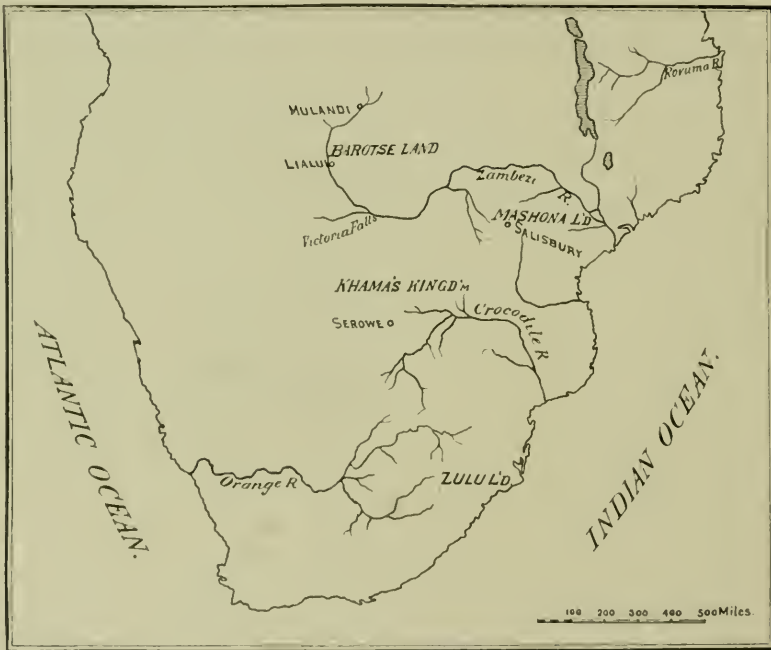 Rovuma R
MULANDI
BAROTSE LAND
LIALUI
Zambezi
R.
MASHONA L'D
SALISBURY
Victoria Falls
KHAMA'S KINGD'M
Crocodile R
SEROWE
ATLANTIC OCEAN.
INDIAN OCEAN.
Orange R
ZULU L'D
100 200 300 400 500 Miles.